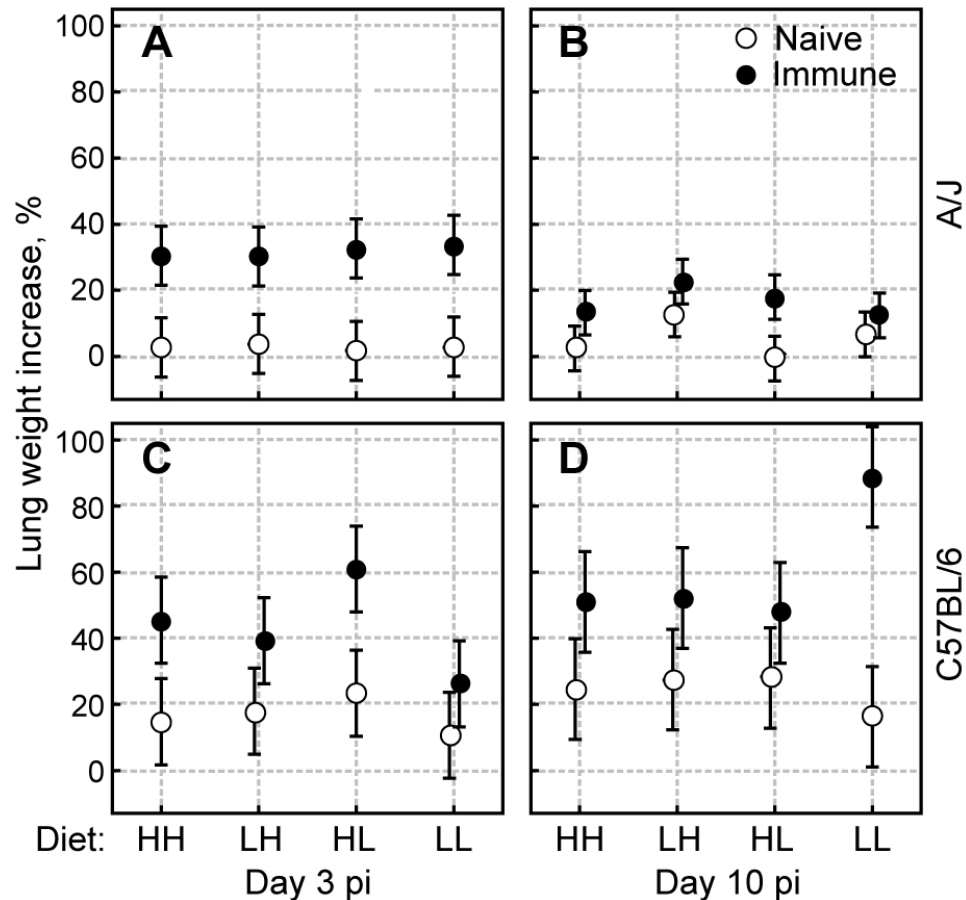 Lung weight increase, %
A
100
80
60
40
20
0
B
Naive
Immune
A/J
C
100
80
60
40
20
0
D
C57BL/6
Diet: HH LH HL LL HH LH HL LL
Day 3 pi Day 10 pi